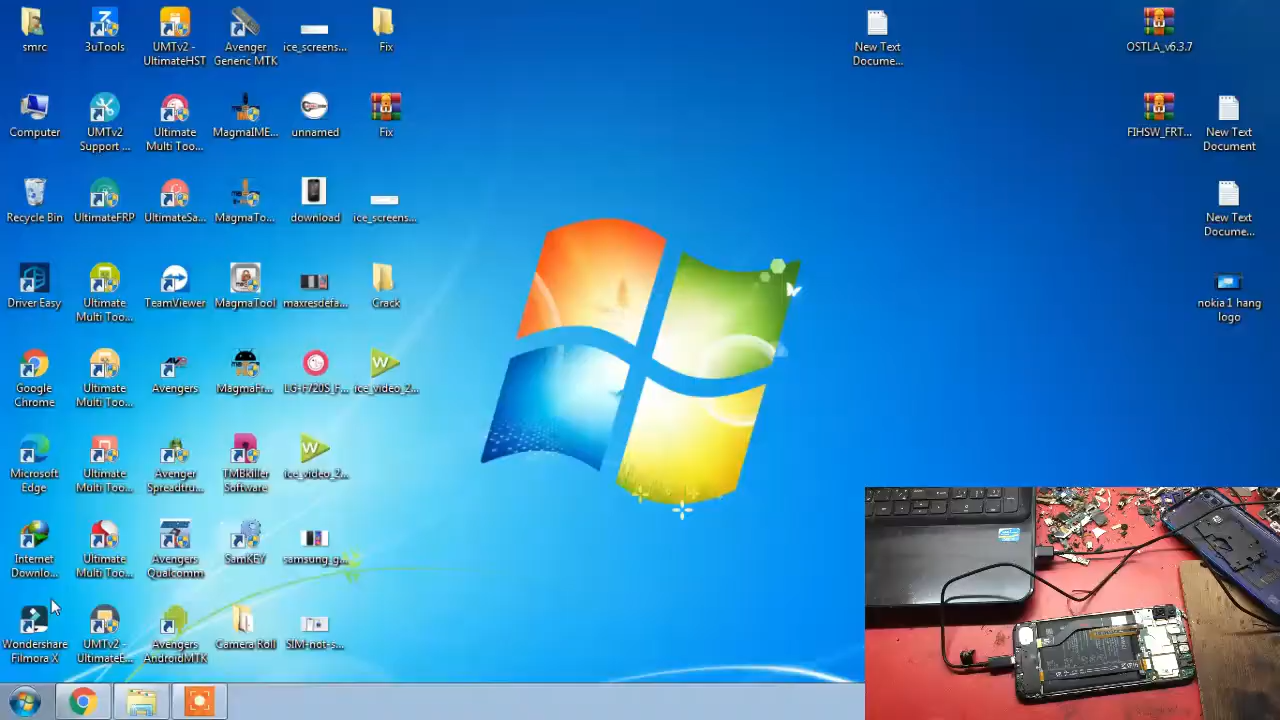 smrc
3uTools
UMTv2 -
UltimateHST
Avenger
Generic MTK
ice_screens...
Fix
New Text
Docume...
OSTLA_v6.3.7
Computer
UMTv2
Support ...
Ultimate
Multi Too...
MagmaIME...
unnamed
Fix
FIHSW_FRT...
New Text
Document
Recycle Bin
UltimateFRP
UltimateSa...
MagmaTo...
download
ice_screens...
New Text
Docume...
Driver Easy
Ultimate
Multi Too...
TeamViewer
MagmaTool
maxresdefa...
Crack
nokia1 hang
logo
Google
Chrome
Ultimate
Multi Too...
Avengers
MagmaFr...
LG-F720S_F...
ice_video_2...
Microsoft
Edge
Ultimate
Multi Too...
Avenger
Spreadtru...
TMBkiller
Software
ice_video_2...
Internet
Downlo...
Ultimate
Multi Too...
Avengers
Qualcomm
SamKEY
samsung_g...
Wondershare
Filmora X
UMTv2 -
UltimateE...
Avengers
AndroidMTK
Camera Roll
SIM-not-s...